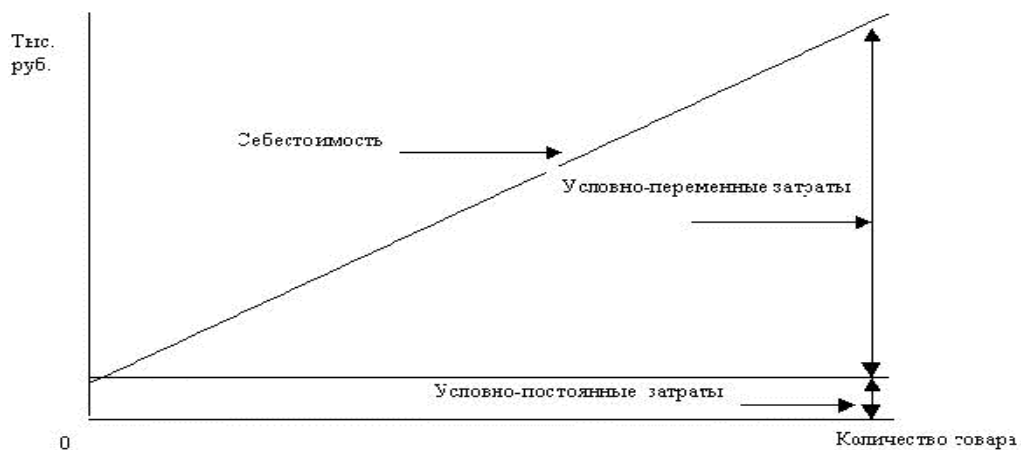 Тыс.
руб.
Себестоимость
Условно-переменные затраты
Условно-постоянные затраты
0
Количество товара